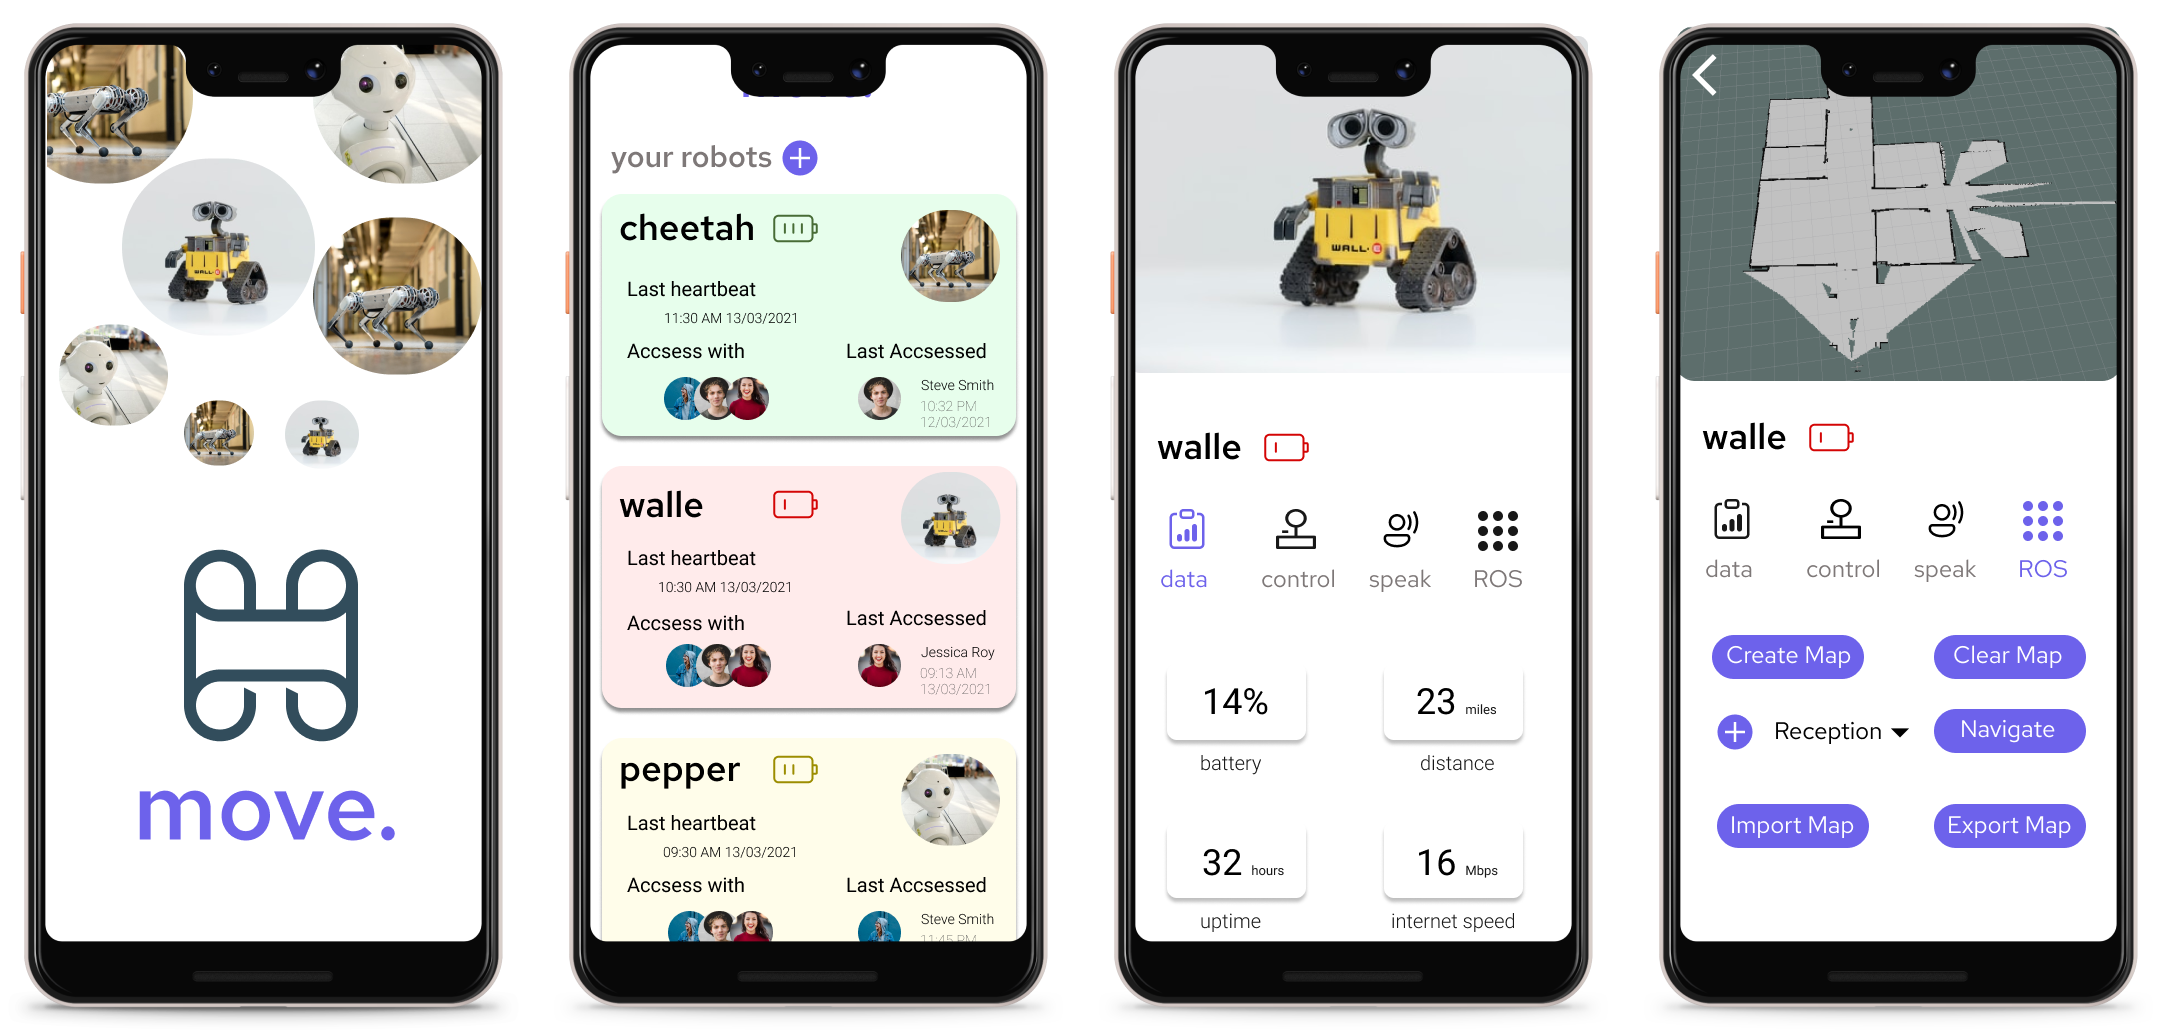 move.
your robots
cheetah
Last heartbeat
11:30 AM 13/03/2021
Accsess with
Last Accsessed
Steve Smith
10:32 PM
12/03/2021
walle
Last heartbeat
10:30 AM 13/03/2021
Accsess with
Last Accsessed
Jessica Roy
09:13 AM
13/03/2021
pepper
Last heartbeat
09:30 AM 13/03/2021
Accsess with
Last Accsessed
Steve Smith
11:45 PM
WALL·E
walle
data control speak ROS
14%
battery
23 miles
distance
32 hours
uptime
16 Mbps
internet speed
walle
data control speak ROS
Create Map
Clear Map
Reception
Navigate
Import Map
Export Map